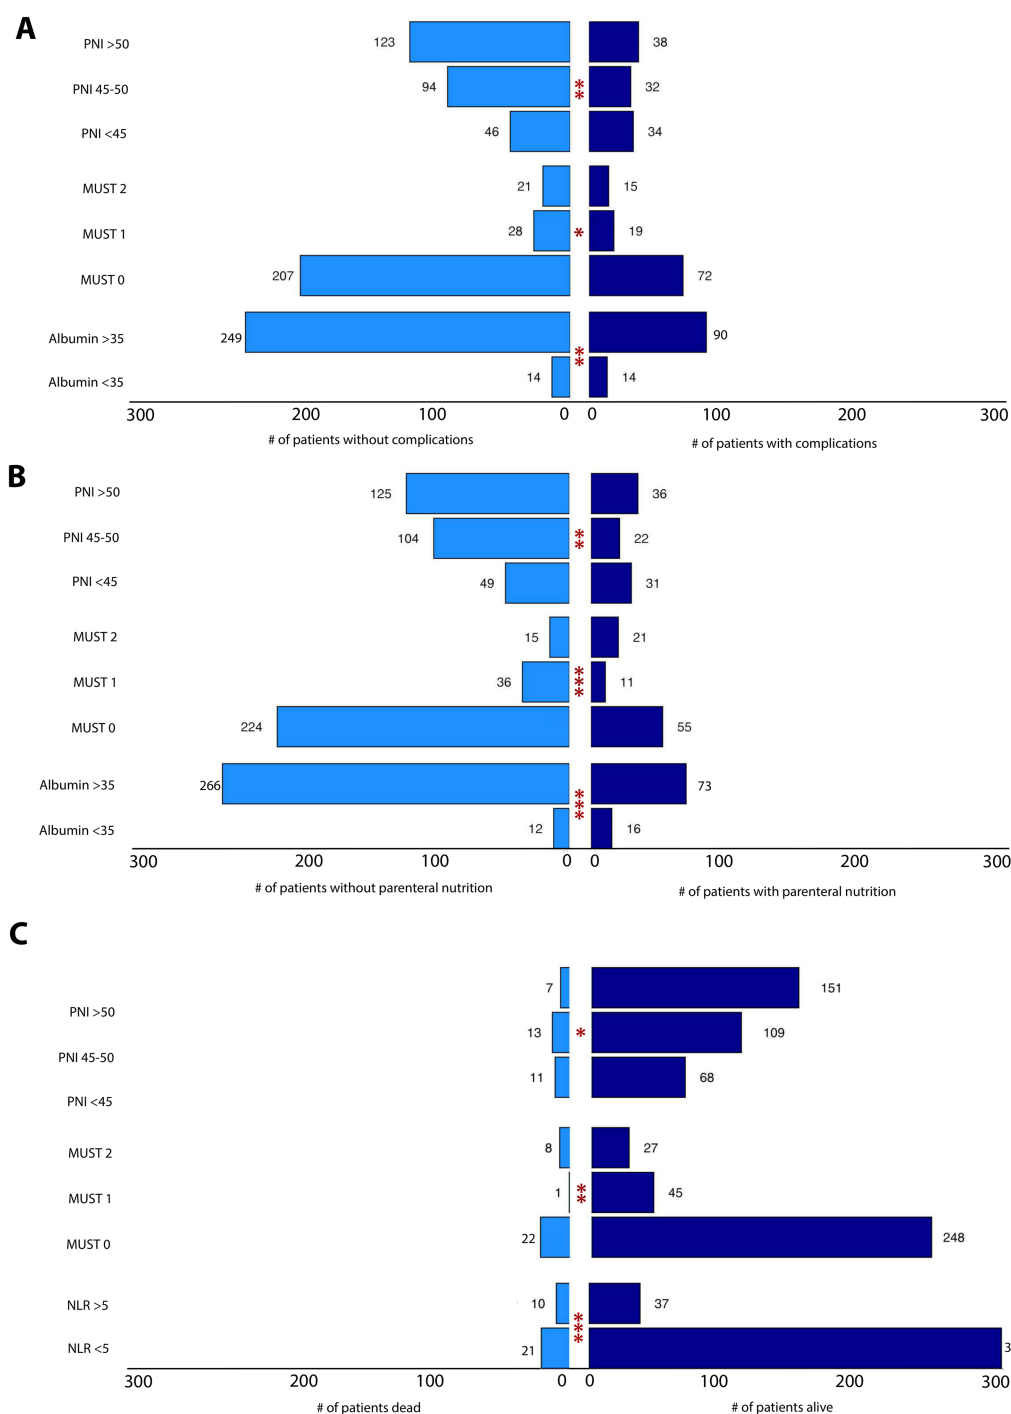 A
PNI >50 123 38
PNI 45-50 94 ** 32
PNI <45 46 34
MUST 2 21 15
MUST 1 28 * 19
MUST 0 207 72
Albumin >35 249 90
**
Albumin <35 14 14
300 200 100 0 0 100 200 300
# of patients without complications # of patients with complications
B
PNI >50 125 36
PNI 45-50 104 ** 22
PNI <45 49 31
MUST 2 15 21
MUST 1 36 *** 11
MUST 0 224 55
Albumin >35 266 73
***
Albumin <35 12 16
300 200 100 0 0 100 200 300
# of patients without parenteral nutrition # of patients with parenteral nutrition
C
7 151
PNI >50
13 * 109
PNI 45-50
11 68
PNI <45
MUST 2 8 27
MUST 1 1 ** 45
MUST 0 22 248
NLR >5 10 37
***
NLR <5 21 3
300 200 100 0 0 100 200 300
# of patients dead # of patients alive